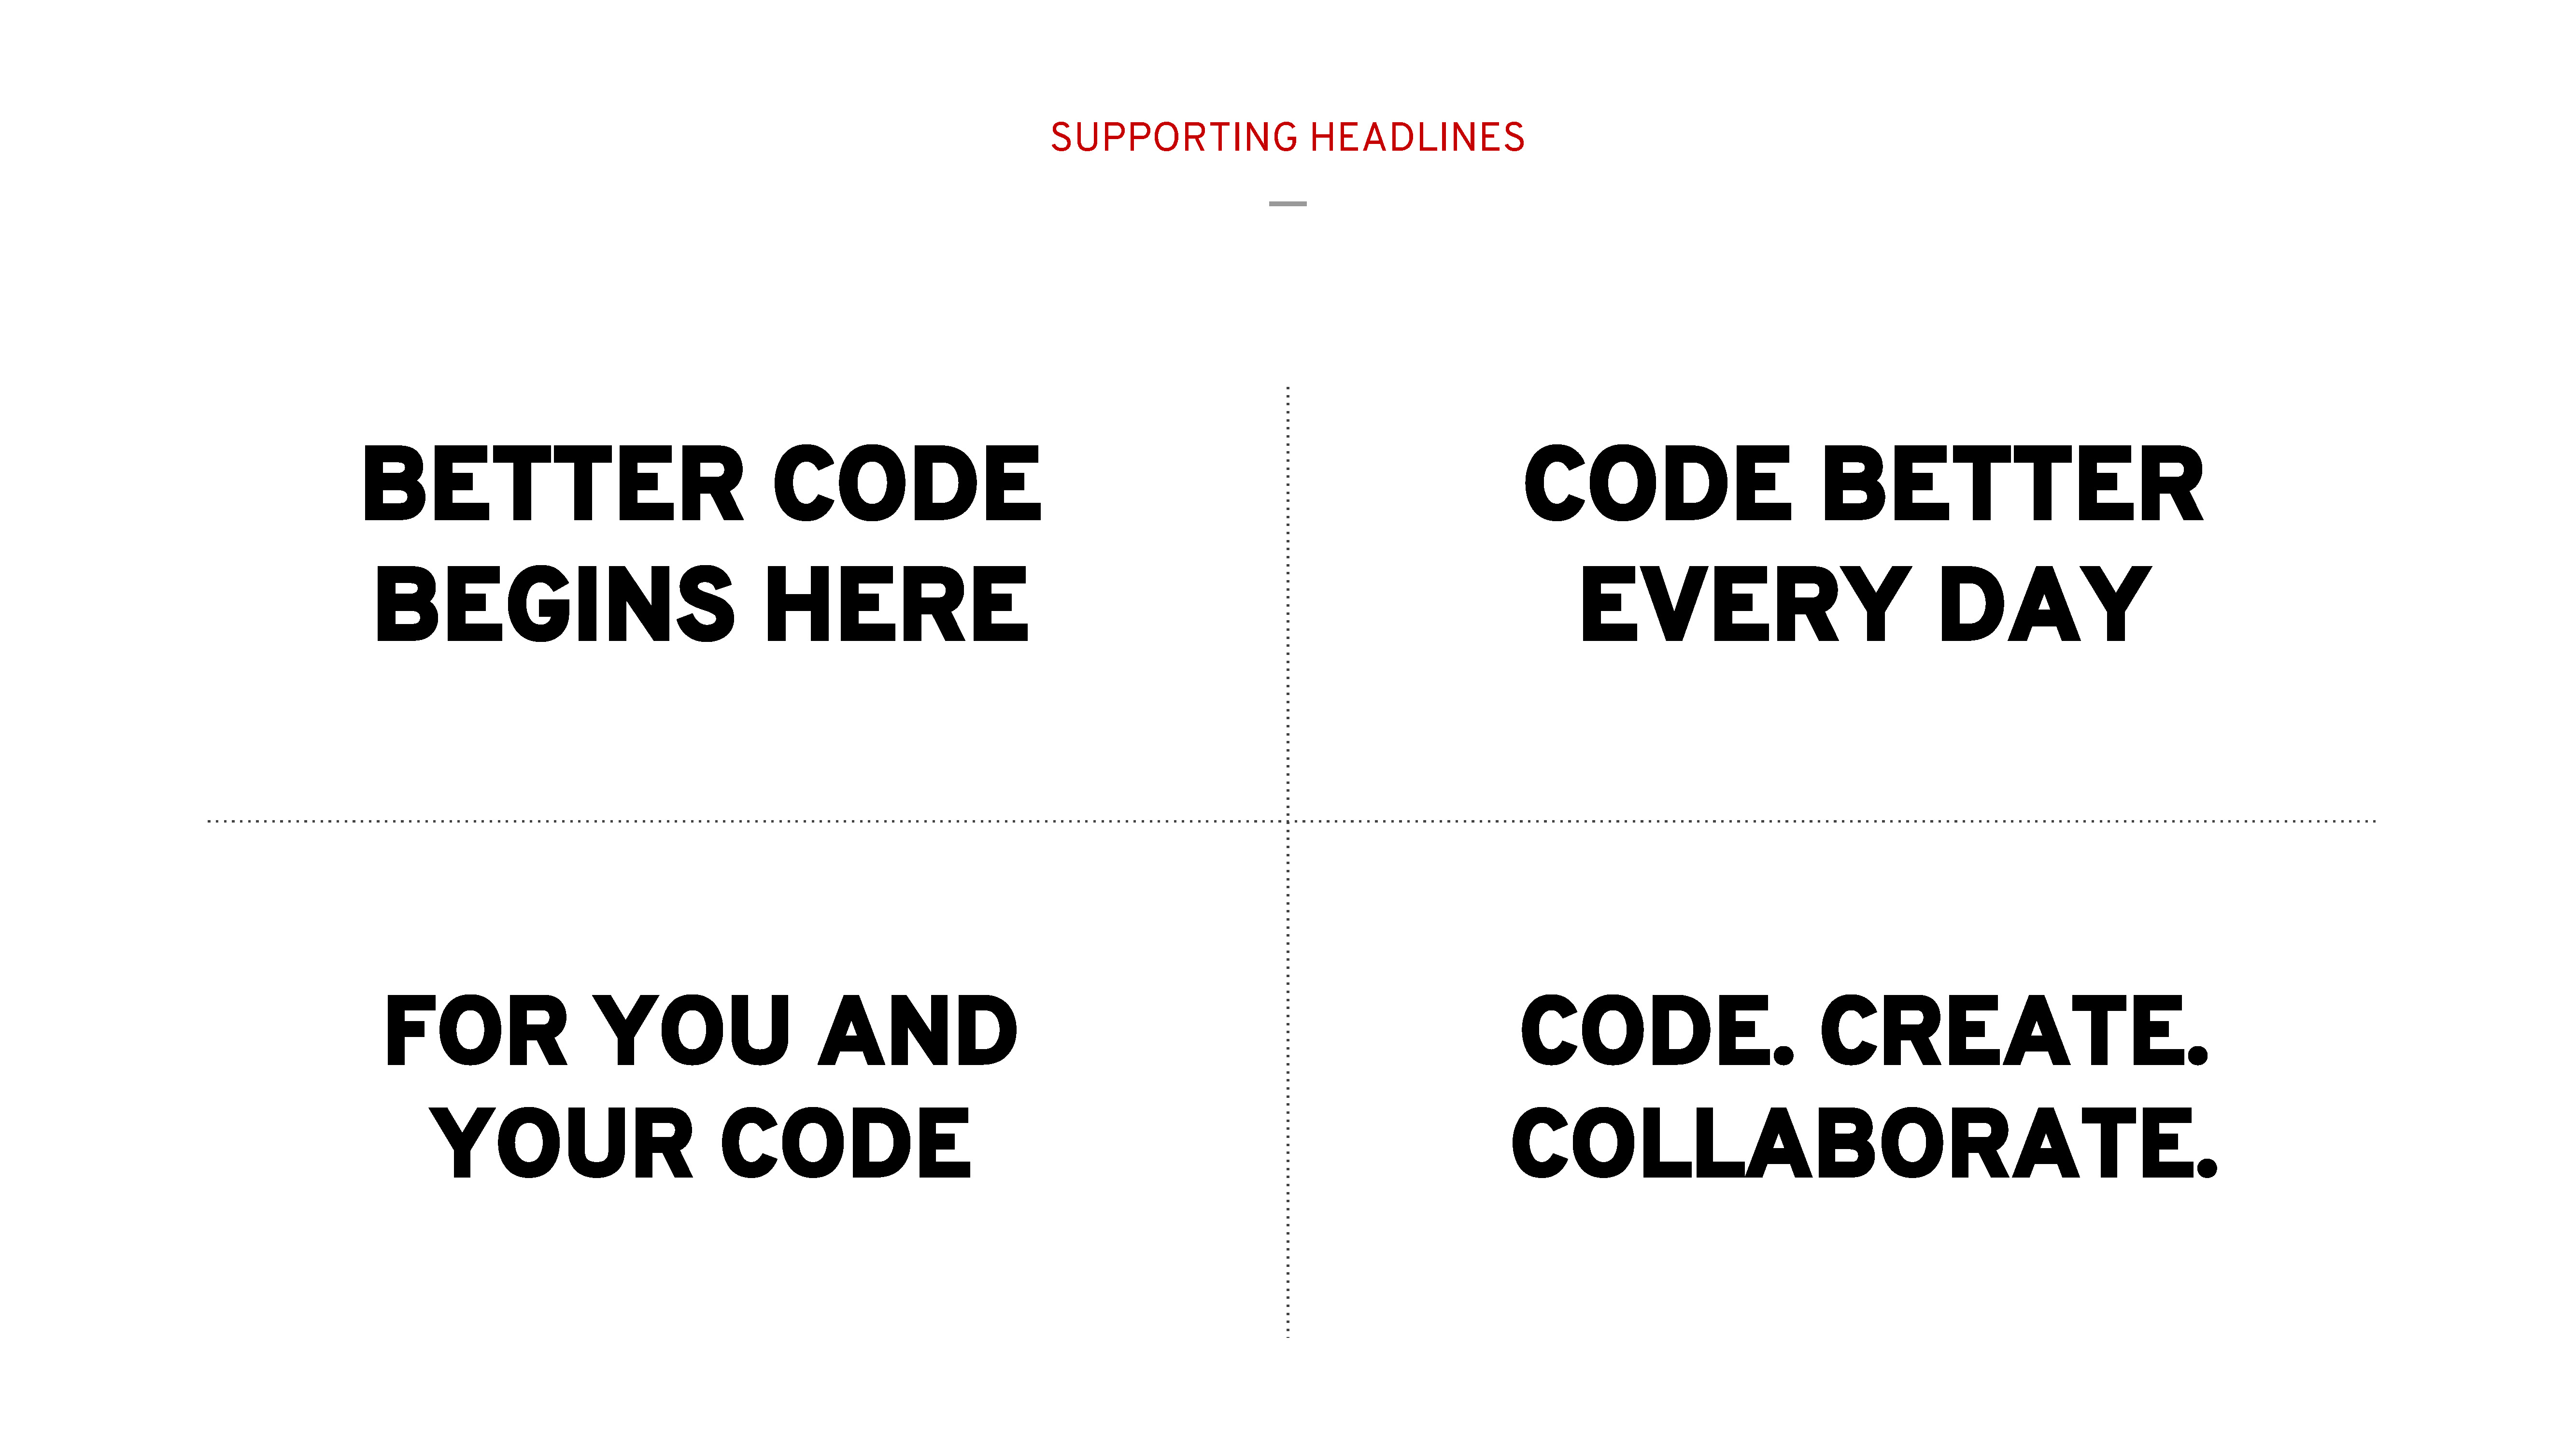 SUPPORTING HEADLINES
BETTER CODE
BEGINS HERE
CODE BETTER
EVERY DAY
FOR YOU AND
YOUR CODE
CODE. CREATE.
COLLABORATE.